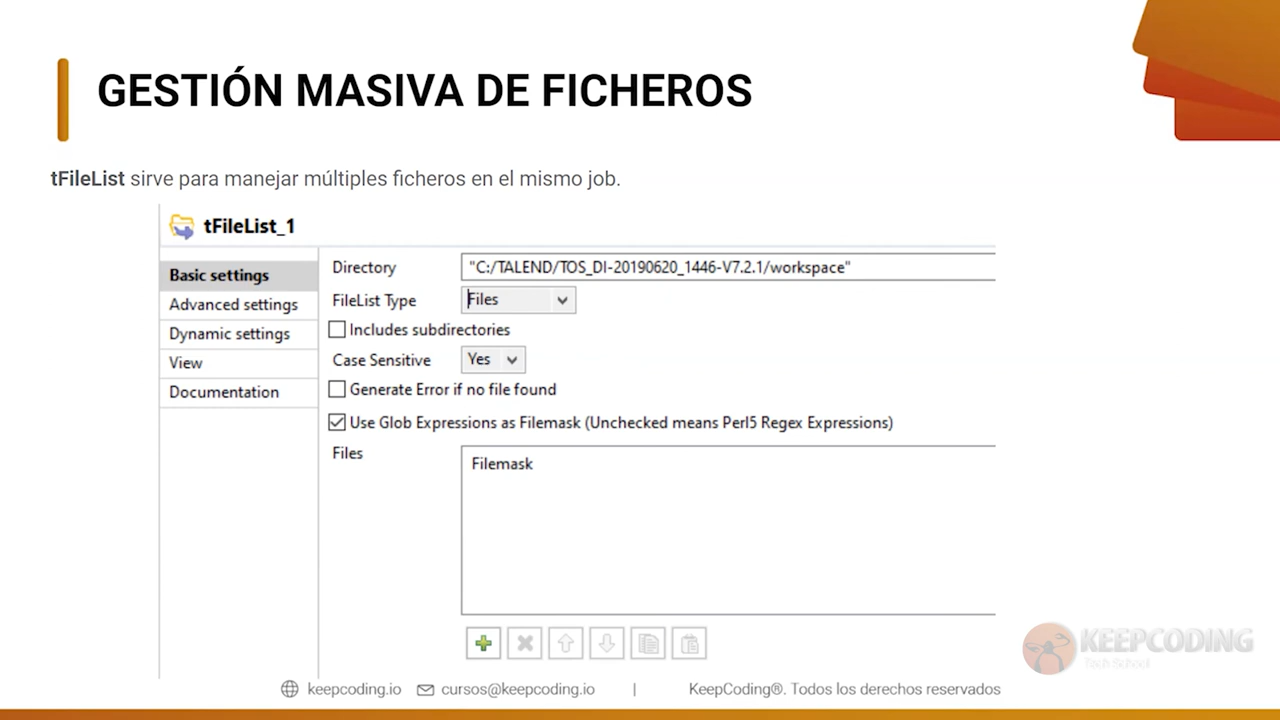 GESTIÓN MASIVA DE FICHEROS
tFileList sirve para manejar múltiples ficheros en el mismo job.
tFileList_1
Basic settings
Advanced settings
Dynamic settings
View
Documentation
Directory "C:/TALEND/TOS_DI-20190620_1446-V7.2.1/workspace"
FileList Type Files
Includes subdirectories
Case Sensitive Yes
Generate Error if no file found
Use Glob Expressions as Filemask (Unchecked means Perl5 Regex Expressions)
Files
Filemask
KEEPCODING
Tech School
keepcoding.io cursos@keepcoding.io | KeepCoding®. Todos los derechos reservados